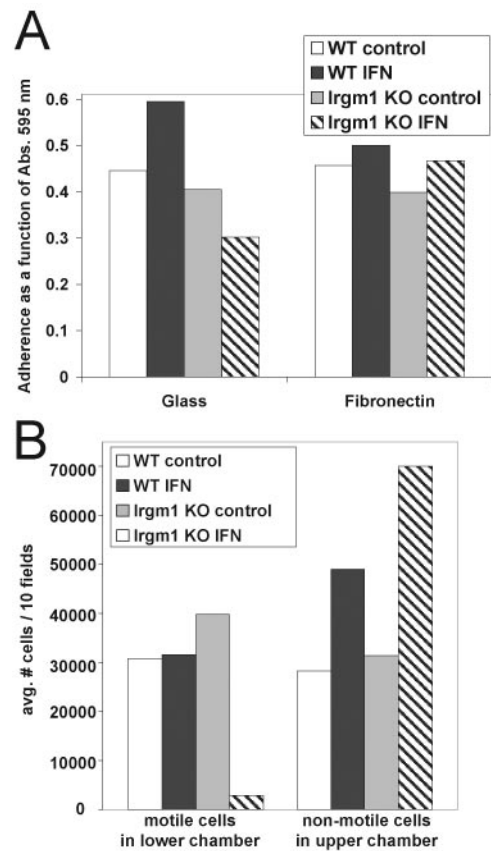 A
WT control
WT IFN
Irgm1 KO control
Irgm1 KO IFN
Adherence as a function of Abs. 595 nm
0.6
0.5
0.4
0.3
0.2
0.1
0
Glass
Fibronectin
B
WT control
WT IFN
Irgm1 KO control
Irgm1 KO IFN
avg. # cells / 10 fields
70000
60000
50000
40000
30000
20000
10000
0
motile cells
in lower chamber
non-motile cells
in upper chamber